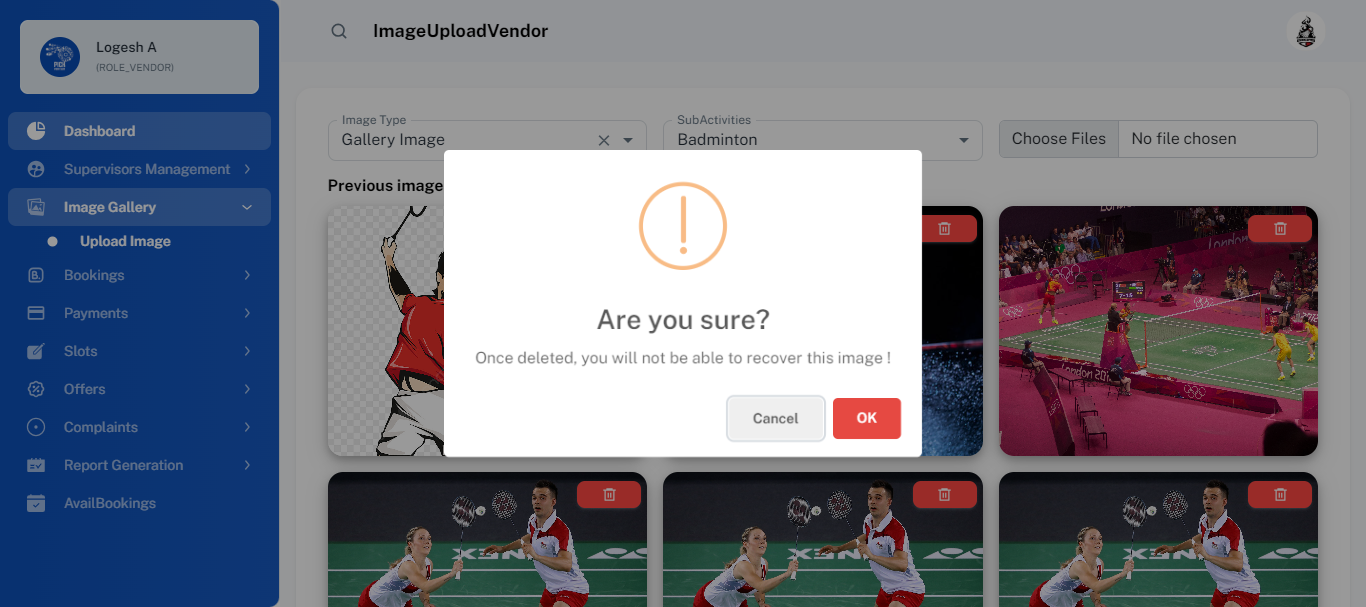 Logesh A
(ROLE_VENDOR)
ImageUploadVendor
Dashboard
Supervisors Management
Image Gallery
Upload Image
Bookings
Payments
Slots
Offers
Complaints
Report Generation
AvailBookings
Image Type
Gallery Image
SubActivities
Badminton
Choose Files
No file chosen
Previous image
Are you sure?
Once deleted, you will not be able to recover this image !
Cancel
OK
London 2012